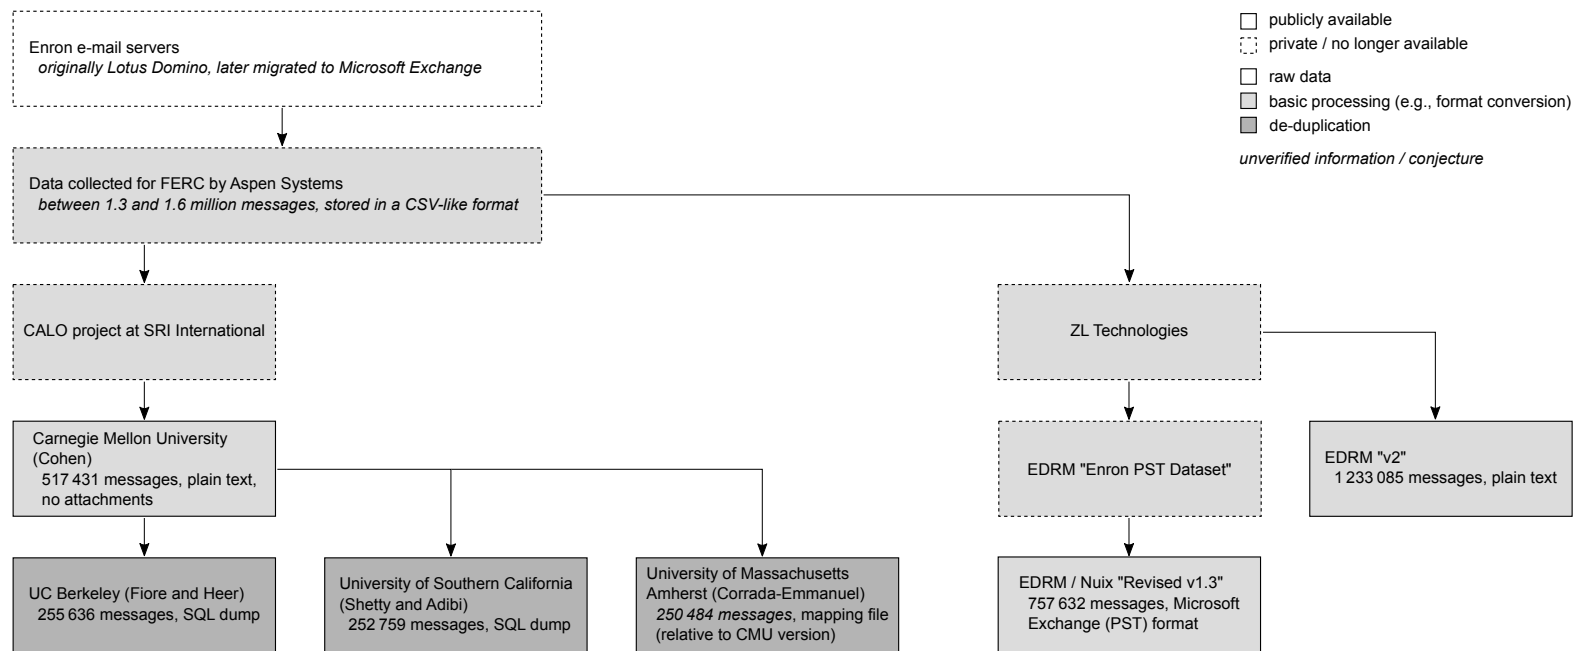 Enron e-mail servers
originally Lotus Domino, later migrated to Microsoft Exchange
publicly available
private / no longer available
raw data
basic processing (e.g., format conversion)
de-duplication
unverified information / conjecture
Data collected for FERC by Aspen Systems
between 1.3 and 1.6 million messages, stored in a CSV-like format
CALO project at SRI International
ZL Technologies
Carnegie Mellon University
(Cohen)
517 431 messages, plain text,
no attachments
EDRM "Enron PST Dataset"
EDRM "v2"
1 233 085 messages, plain text
UC Berkeley (Fiore and Heer)
255 636 messages, SQL dump
University of Southern California
(Shetty and Adibi)
252 759 messages, SQL dump
University of Massachusetts
Amherst (Corrada-Emmanuel)
250 484 messages, mapping file
(relative to CMU version)
EDRM / Nuix "Revised v1.3"
757 632 messages, Microsoft
Exchange (PST) format